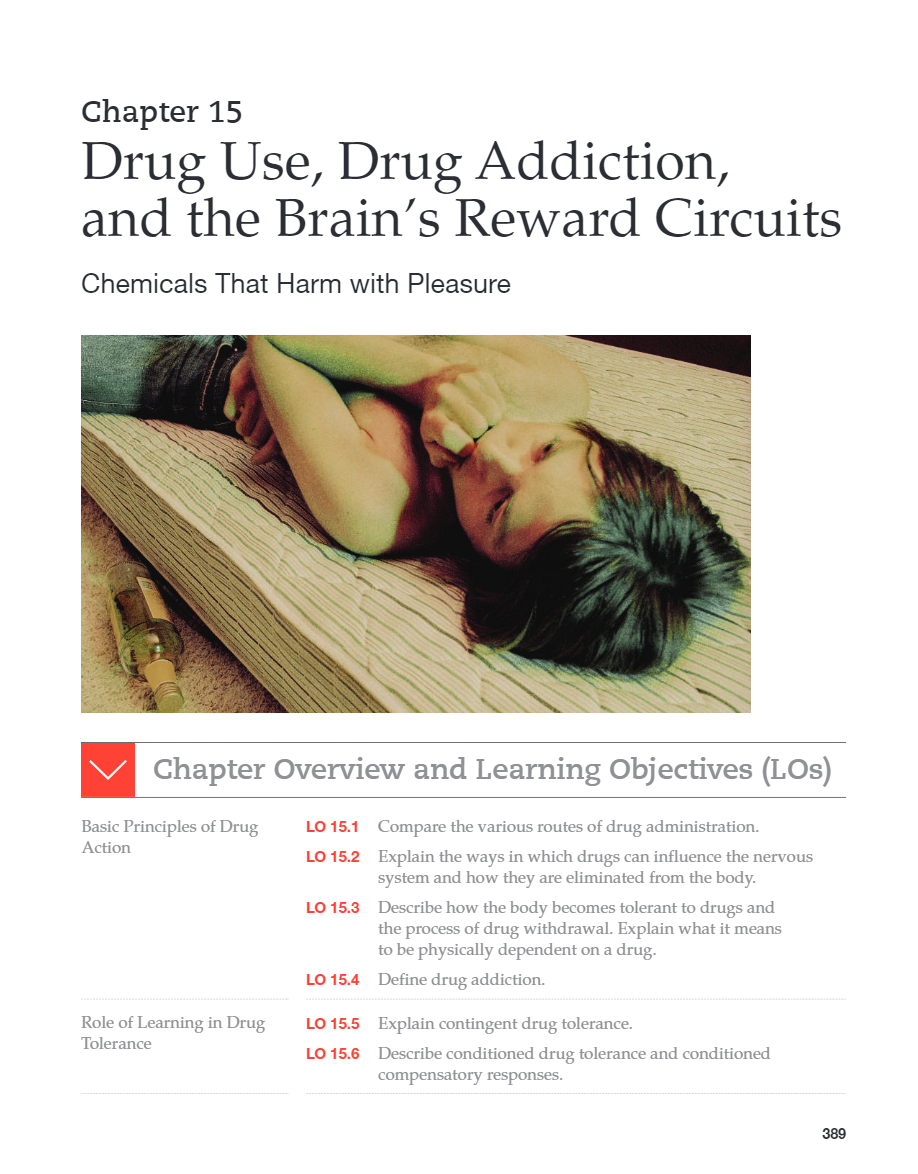 Chapter 15
Drug Use, Drug Addiction,
and the Brain's Reward Circuits
Chemicals That Harm with Pleasure
Chapter Overview and Learning Objectives (LOs)
Basic Principles of Drug
Action
LO 15.1 Compare the various routes of drug administration.
LO 15.2 Explain the ways in which drugs can influence the nervous
system and how they are eliminated from the body.
LO 15.3 Describe how the body becomes tolerant to drugs and
the process of drug withdrawal. Explain what it means
to be physically dependent on a drug.
LO 15.4 Define drug addiction.
Role of Learning in Drug
Tolerance
LO 15.5 Explain contingent drug tolerance.
LO 15.6 Describe conditioned drug tolerance and conditioned
compensatory responses.
389